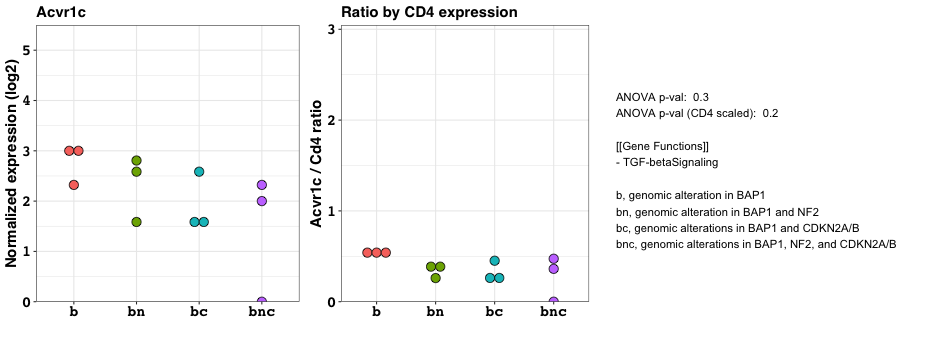 Acvr1c
Normalized expression (log2)
5
4
3
2
1
0
b bn bc bnc
Ratio by CD4 expression
Acvr1c / Cd4 ratio
3
2
1
0
b bn bc bnc
ANOVA p-val: 0.3
ANOVA p-val (CD4 scaled): 0.2
[[Gene Functions]]
- TGF-betaSignaling
b, genomic alteration in BAP1
bn, genomic alteration in BAP1 and NF2
bc, genomic alterations in BAP1 and CDKN2A/B
bnc, genomic alterations in BAP1, NF2, and CDKN2A/B